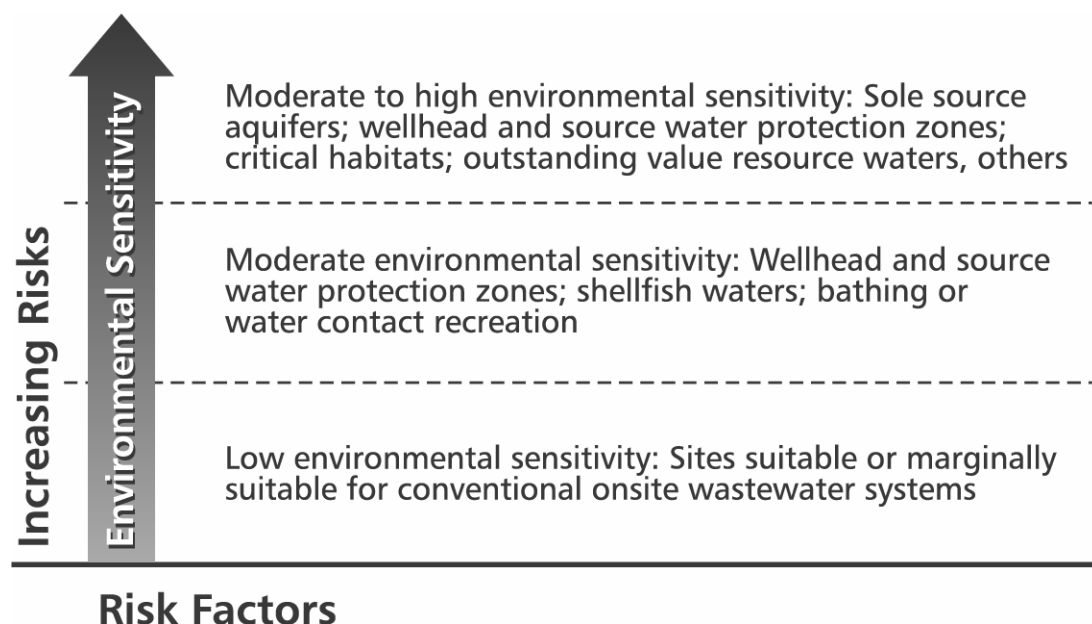 Increasing Risks
Environmental Sensitivity
Moderate to high environmental sensitivity: Sole source
aquifers; wellhead and source water protection zones;
critical habitats; outstanding value resource waters, others
Moderate environmental sensitivity: Wellhead and source
water protection zones; shellfish waters; bathing or
water contact recreation
Low environmental sensitivity: Sites suitable or marginally
suitable for conventional onsite wastewater systems
Risk Factors